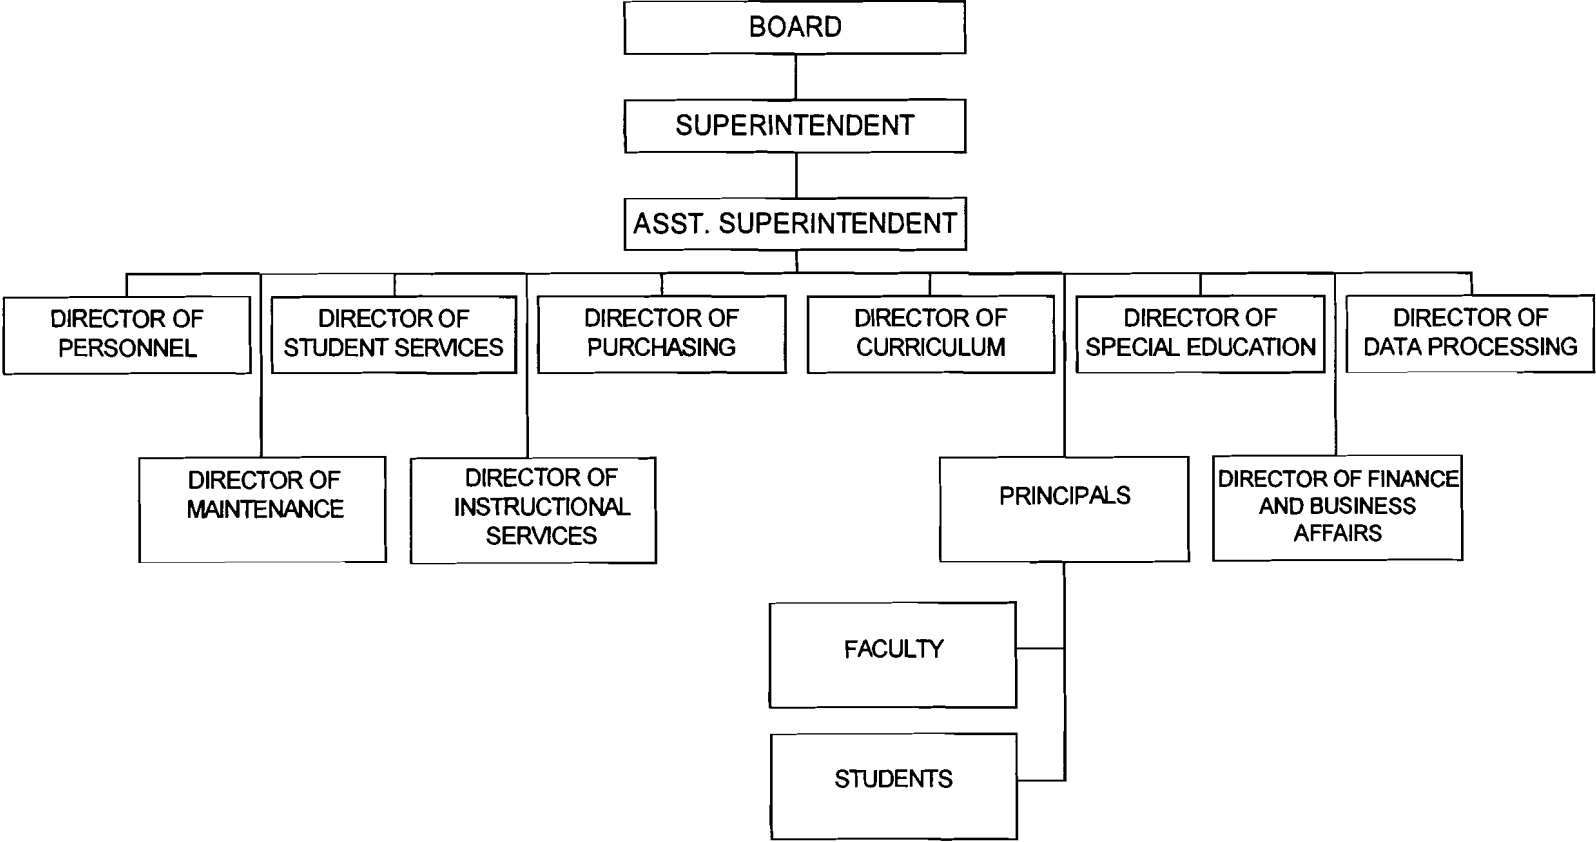 BOARD
SUPERINTENDENT
ASST. SUPERINTENDENT
DIRECTOR OF
PERSONNEL
DIRECTOR OF
STUDENT SERVICES
DIRECTOR OF
PURCHASING
DIRECTOR OF
CURRICULUM
DIRECTOR OF
SPECIAL EDUCATION
DIRECTOR OF
DATA PROCESSING
DIRECTOR OF
MAINTENANCE
DIRECTOR OF
INSTRUCTIONAL
SERVICES
PRINCIPALS
DIRECTOR OF FINANCE
AND BUSINESS
AFFAIRS
FACULTY
STUDENTS